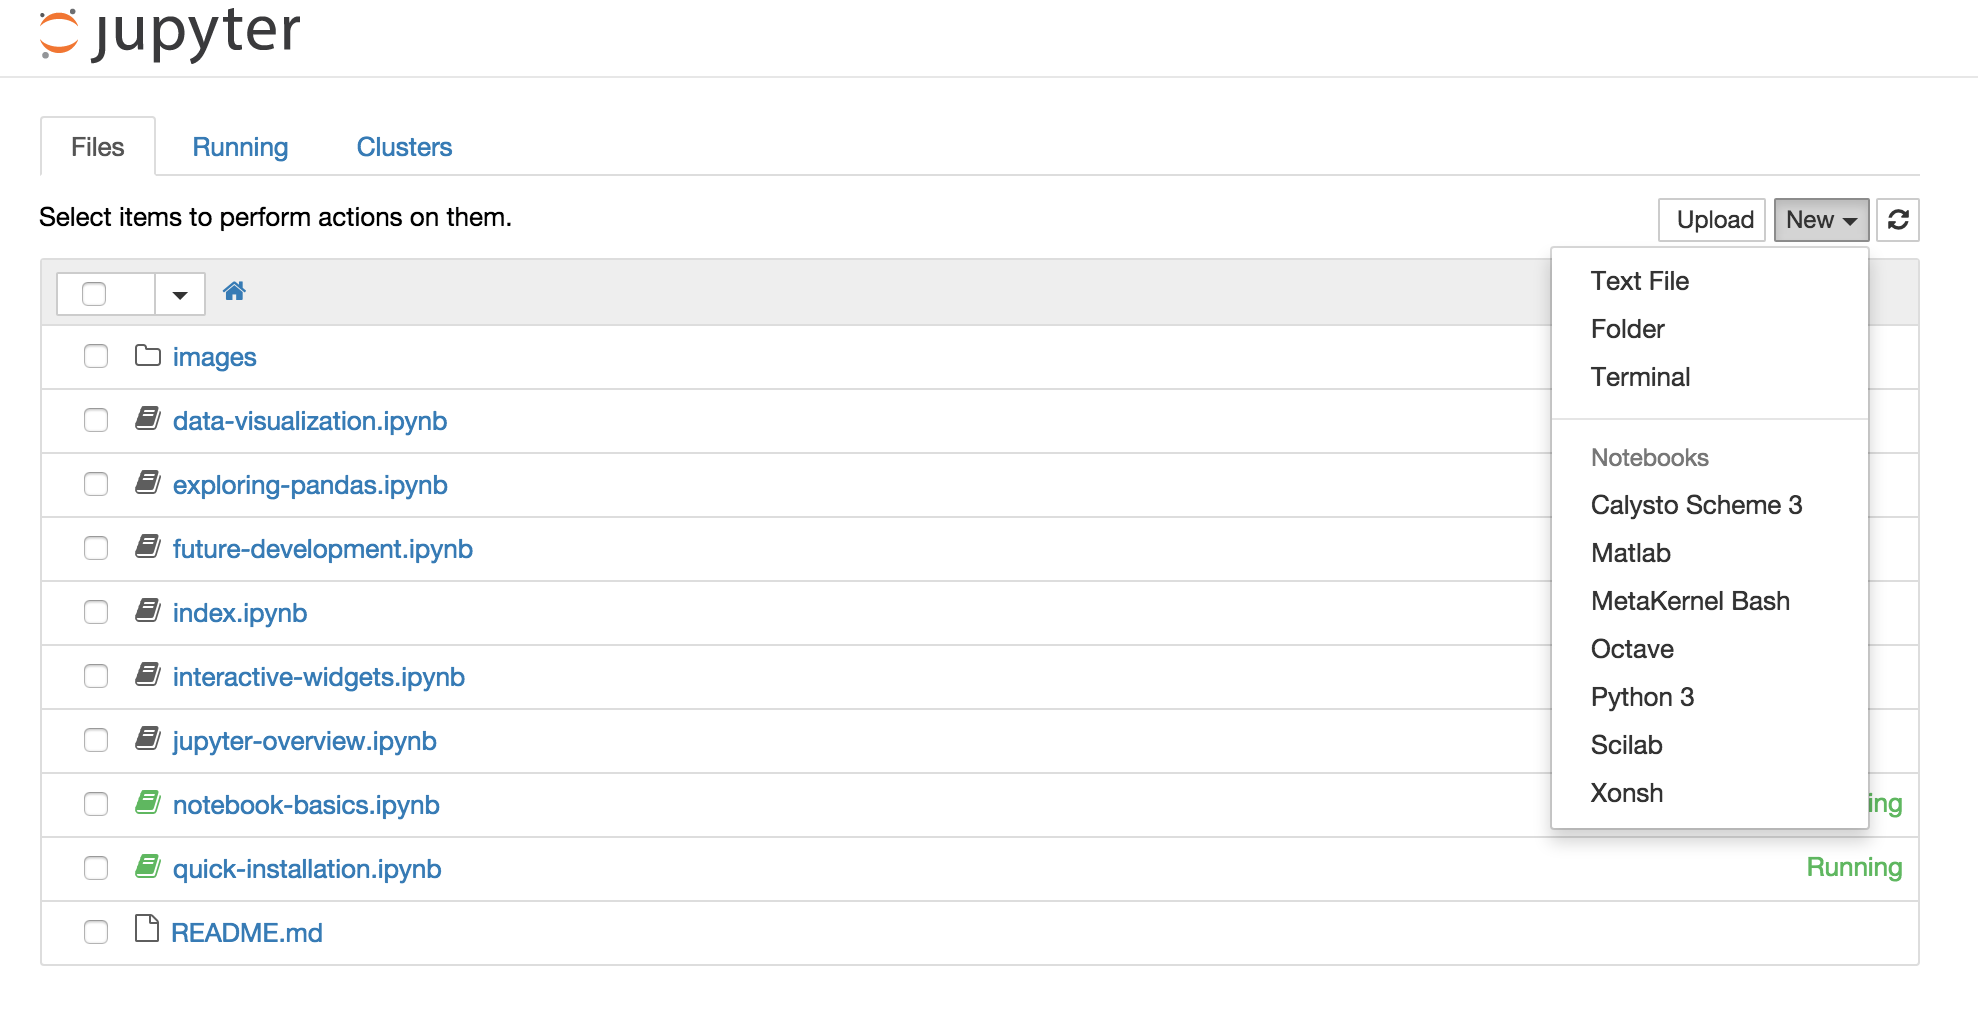 jupyter
Files Running Clusters
Select items to perform actions on them.
Upload New
Text File
Folder
Terminal
Notebooks
Calysto Scheme 3
Matlab
MetaKernel Bash
Octave
Python 3
Scilab
Xonsh
images
data-visualization.ipynb
exploring-pandas.ipynb
future-development.ipynb
index.ipynb
interactive-widgets.ipynb
jupyter-overview.ipynb
notebook-basics.ipynb ing
quick-installation.ipynb Running
README.md